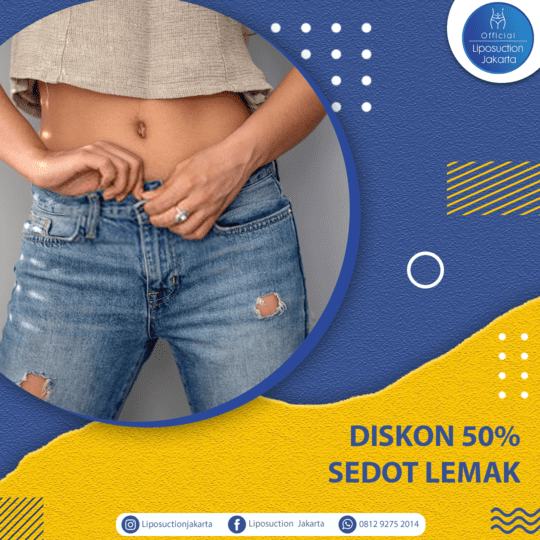 Official
Liposuction
Jakarta
DISKON 50%
SEDOT LEMAK
Liposuctionjakarta
Liposuction Jakarta
0812 9275 2014